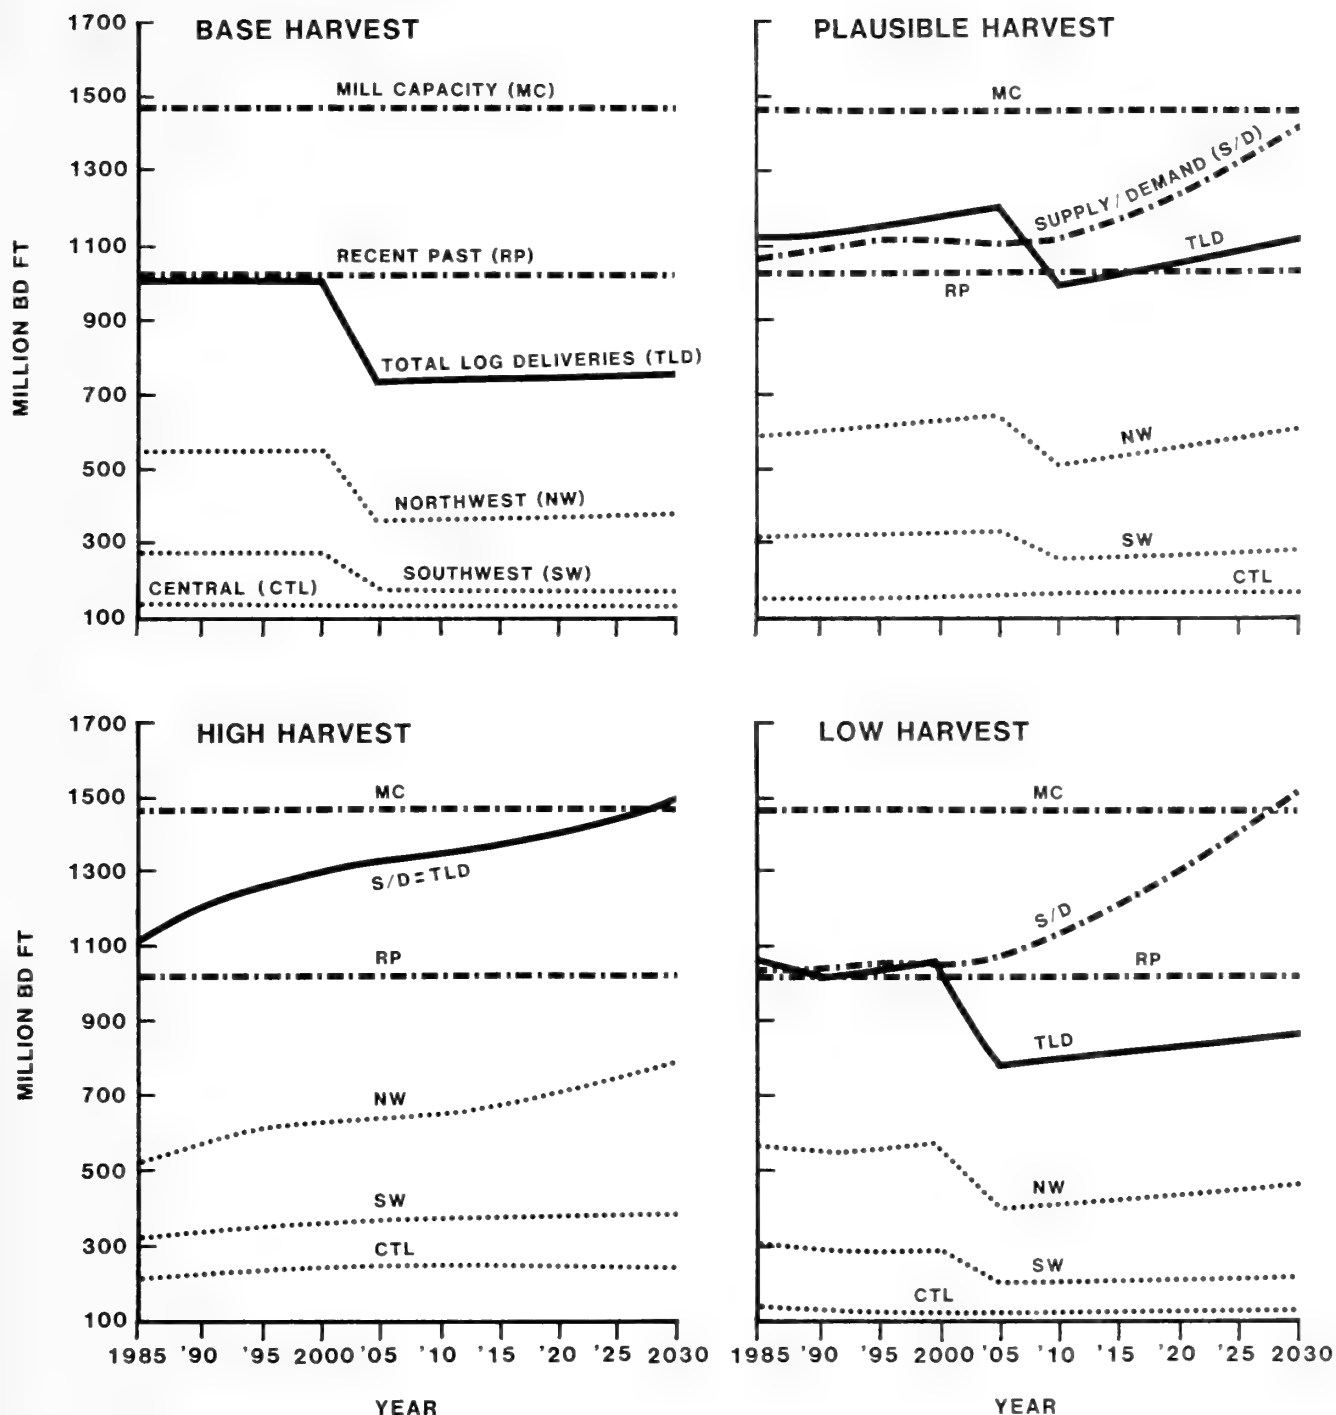 BASE HARVEST
1700
1500
1300
1100
900
700
500
300
100
MILLION BD FT
MILL CAPACITY (MC)
RECENT PAST (RP)
TOTAL LOG DELIVERIES (TLD)
NORTHWEST (NW)
SOUTHWEST (SW)
CENTRAL (CTL)
PLAUSIBLE HARVEST
MC
SUPPLY/DEMAND (S/D)
TLD
RP
NW
SW
CTL
HIGH HARVEST
1700
1500
1300
1100
900
700
500
300
100
MILLION BD FT
MC
S/D=TLD
RP
NW
SW
CTL
1985 '90 '95 2000 '05 '10 '15 '20 '25 2030
YEAR
LOW HARVEST
MC
S/D
RP
TLD
NW
SW
CTL
1985 '90 '95 2000 '05 '10 '15 '20 '25 2030
YEAR